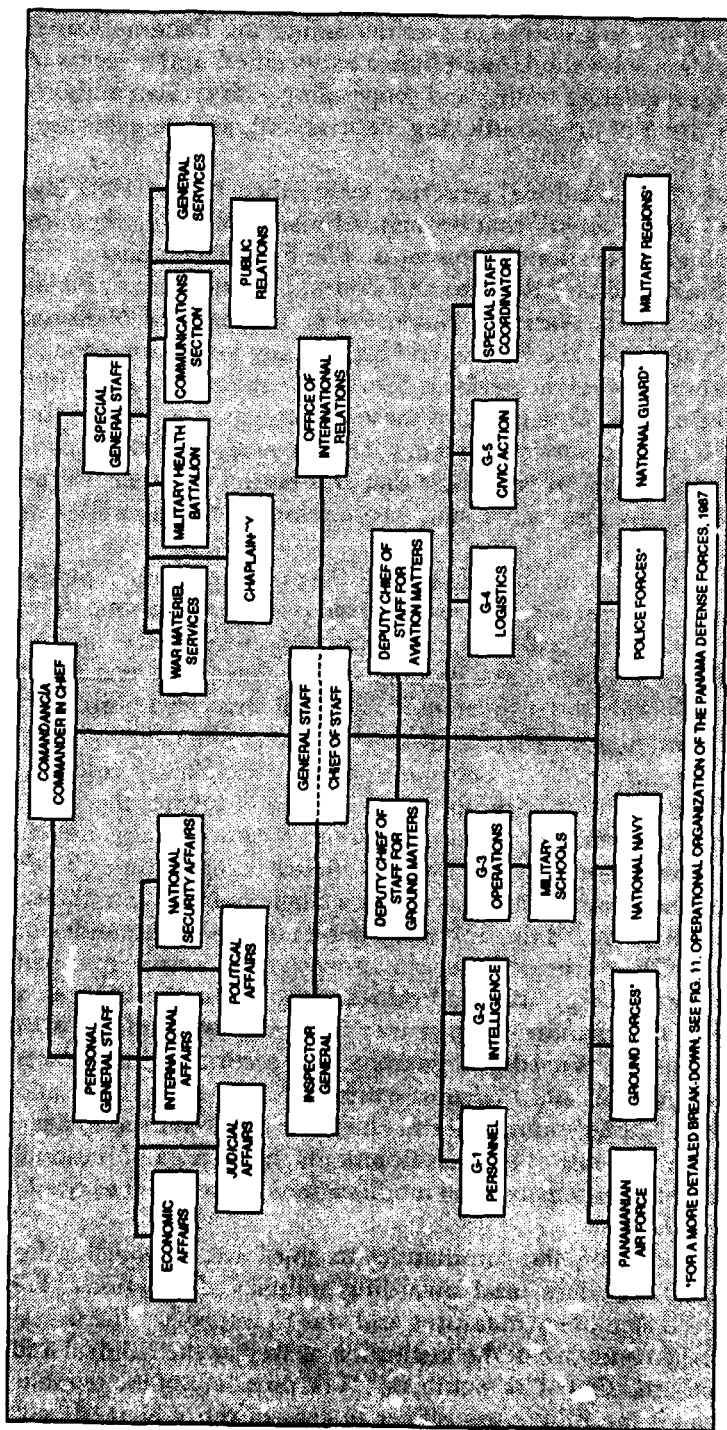 COMANDANCÍA
COMMANDER IN CHIEF
PERSONAL
GENERAL STAFF
SPECIAL
GENERAL STAFF
ECONOMIC
AFFAIRS
INTERNATIONAL
AFFAIRS
NATIONAL
SECURITY AFFAIRS
JUDICIAL
AFFAIRS
POLITICAL
AFFAIRS
WAR MATERIEL
SERVICES
MILITARY HEALTH
BATTALION
COMMUNICATIONS
SECTION
GENERAL
SERVICES
CHAPLAINCY
PUBLIC
RELATIONS
INSPECTOR
GENERAL
GENERAL STAFF
CHIEF OF STAFF
OFFICE OF
INTERNATIONAL
RELATIONS
DEPUTY CHIEF OF
STAFF FOR
GROUND MATTERS
DEPUTY CHIEF OF
STAFF FOR
AVIATION MATTERS
G-1
PERSONNEL
G-2
INTELLIGENCE
G-3
OPERATIONS
G-4
LOGISTICS
G-5
CIVIC ACTION
SPECIAL STAFF
COORDINATOR
MILITARY
SCHOOLS
PANAMANIAN
AIR FORCE
GROUND FORCES*
NATIONAL NAVY
POLICE FORCES*
NATIONAL GUARD*
MILITARY REGIONS*
*FOR A MORE DETAILED BREAK-DOWN, SEE FIG. 11. OPERATIONAL ORGANIZATION OF THE PANAMA DEFENSE FORCES, 1987